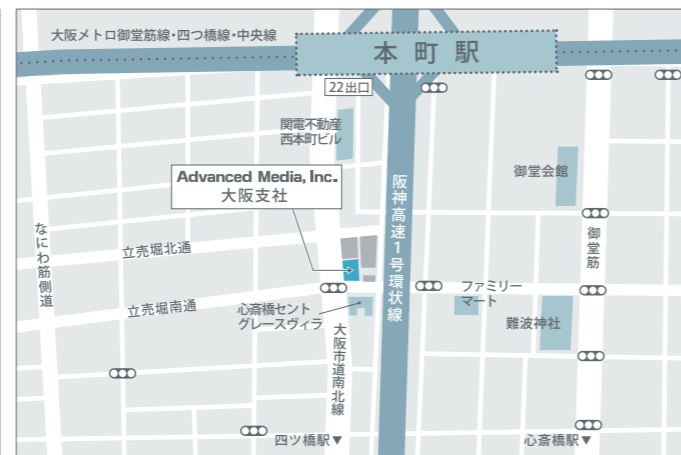 大阪メトロ御堂筋線・四つ橋線・中央線
本町駅
22出口
関電不動産
西本町ビル
Advanced Media, Inc.
大阪支社
御堂会館
阪神高速1号環状線
なにわ筋側道
立売堀北通
御堂筋
立売堀南通
ファミリー
マート
心斎橋セント
グレースヴィラ
難波神社
大阪市道南北線
四ツ橋駅▼
心斎橋駅▼